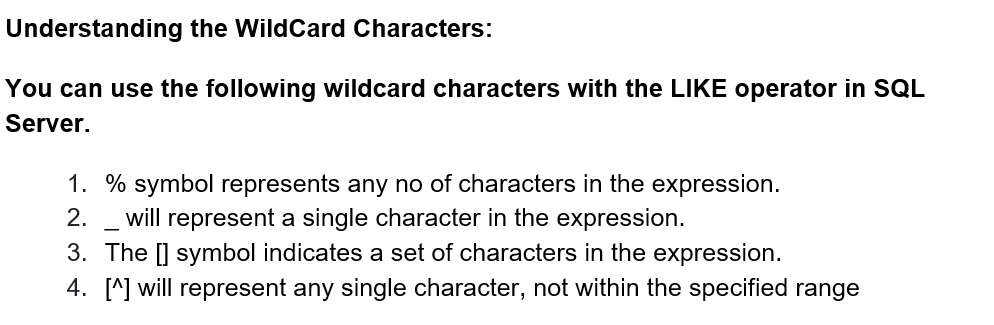 Understanding the WildCard Characters:
You can use the following wildcard characters with the LIKE operator in SQL
Server.
1. % symbol represents any no of characters in the expression.
2. _ will represent a single character in the expression.
3. The [] symbol indicates a set of characters in the expression.
4. [^] will represent any single character, not within the specified range